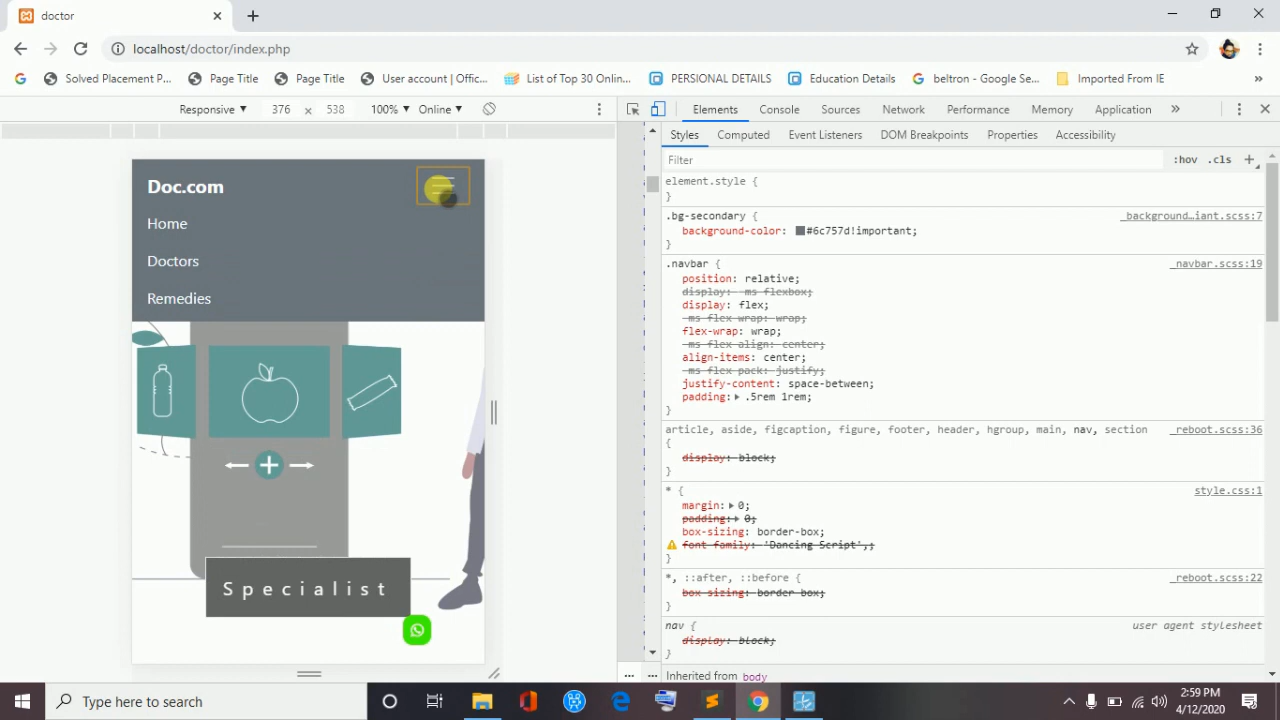 doctor
localhost/doctor/index.php
Solved Placement P...
Page Title
Page Title
User account | Offic...
List of Top 30 Onlin...
PERSIONAL DETAILS
Education Details
beltron - Google Se...
Imported From IE
»
Responsive
376 × 538
100%
Online
Elements
Console
Sources
Network
Performance
Memory
Application
»
Styles
Computed
Event Listeners
DOM Breakpoints
Properties
Accessibility
Filter
:hov .cls +
Doc.com
Home
Doctors
Remedies
Specialist
element.style {
}
.bg-secondary { _background…iant.scss:7
background-color: #6c757d!important;
}
.navbar { _navbar.scss:19
position: relative;
display: -ms-flexbox;
display: flex;
-ms-flex-wrap: wrap;
flex-wrap: wrap;
-ms-flex-align: center;
align-items: center;
-ms-flex-pack: justify;
justify-content: space-between;
padding: .5rem 1rem;
}
article, aside, figcaption, figure, footer, header, hgroup, main, nav, section _reboot.scss:36
{
display: block;
}
* { style.css:1
margin: 0;
padding: 0;
box-sizing: border-box;
font-family: 'Dancing Script',;
}
*, ::after, ::before { _reboot.scss:22
box-sizing: border-box;
}
nav { user agent stylesheet
display: block;
}
Inherited from body
Type here to search
2:59 PM
4/12/2020